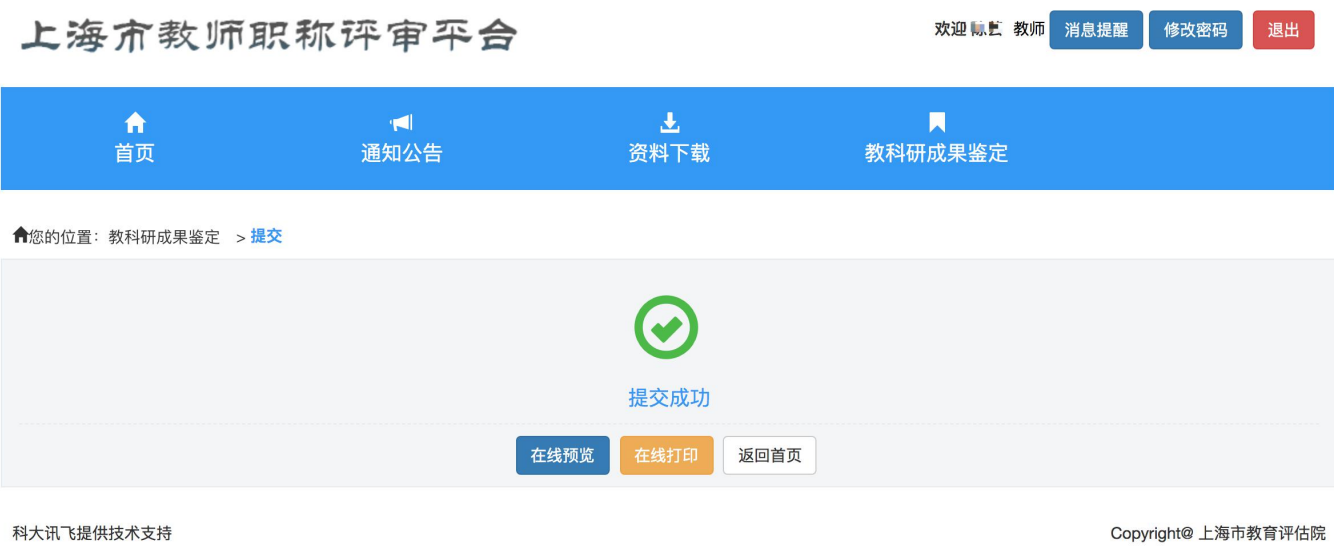 上海市教师职称评审平台
欢迎 教师 消息提醒 修改密码 退出
首页 通知公告 资料下载 教科研成果鉴定
您的位置：教科研成果鉴定 > 提交
提交成功
在线预览 在线打印 返回首页
科大讯飞提供技术支持 Copyright@ 上海市教育评估院